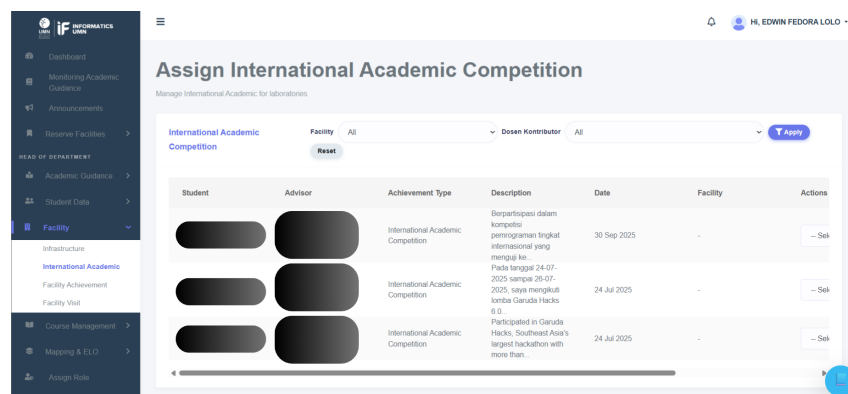 UMN
INFORMATICS
UMN
Hi, EDWIN FEDORA LOLO
Dashboard
Monitoring Academic
Guidance
Announcements
Reserve Facilities
HEAD OF DEPARTMENT
Academic Guidance
Student Data
Facility
Infrastructure
International Academic
Facility Achievement
Facility Visit
Course Management
Mapping & ELO
Assign Role
Assign International Academic Competition
Manage International Academic for laboratories
International Academic
Competition
Facility All
Dosen Kontributor All
Apply
Reset
Student Advisor Achievement Type Description Date Facility Actions
International Academic
Competition
Berpartisipasi dalam
kompetisi
pemrograman tingkat
internasional yang
menguji ke...
30 Sep 2025 - -- Sele
International Academic
Competition
Pada tanggal 24-07-
2025 sampai 26-07-
2025, saya mengikuti
lomba Garuda Hacks
6.0...
24 Jul 2025 - -- Sele
International Academic
Competition
Participated in Garuda
Hacks, Southeast Asia's
largest hackathon with
more than...
24 Jul 2025 - -- Sele